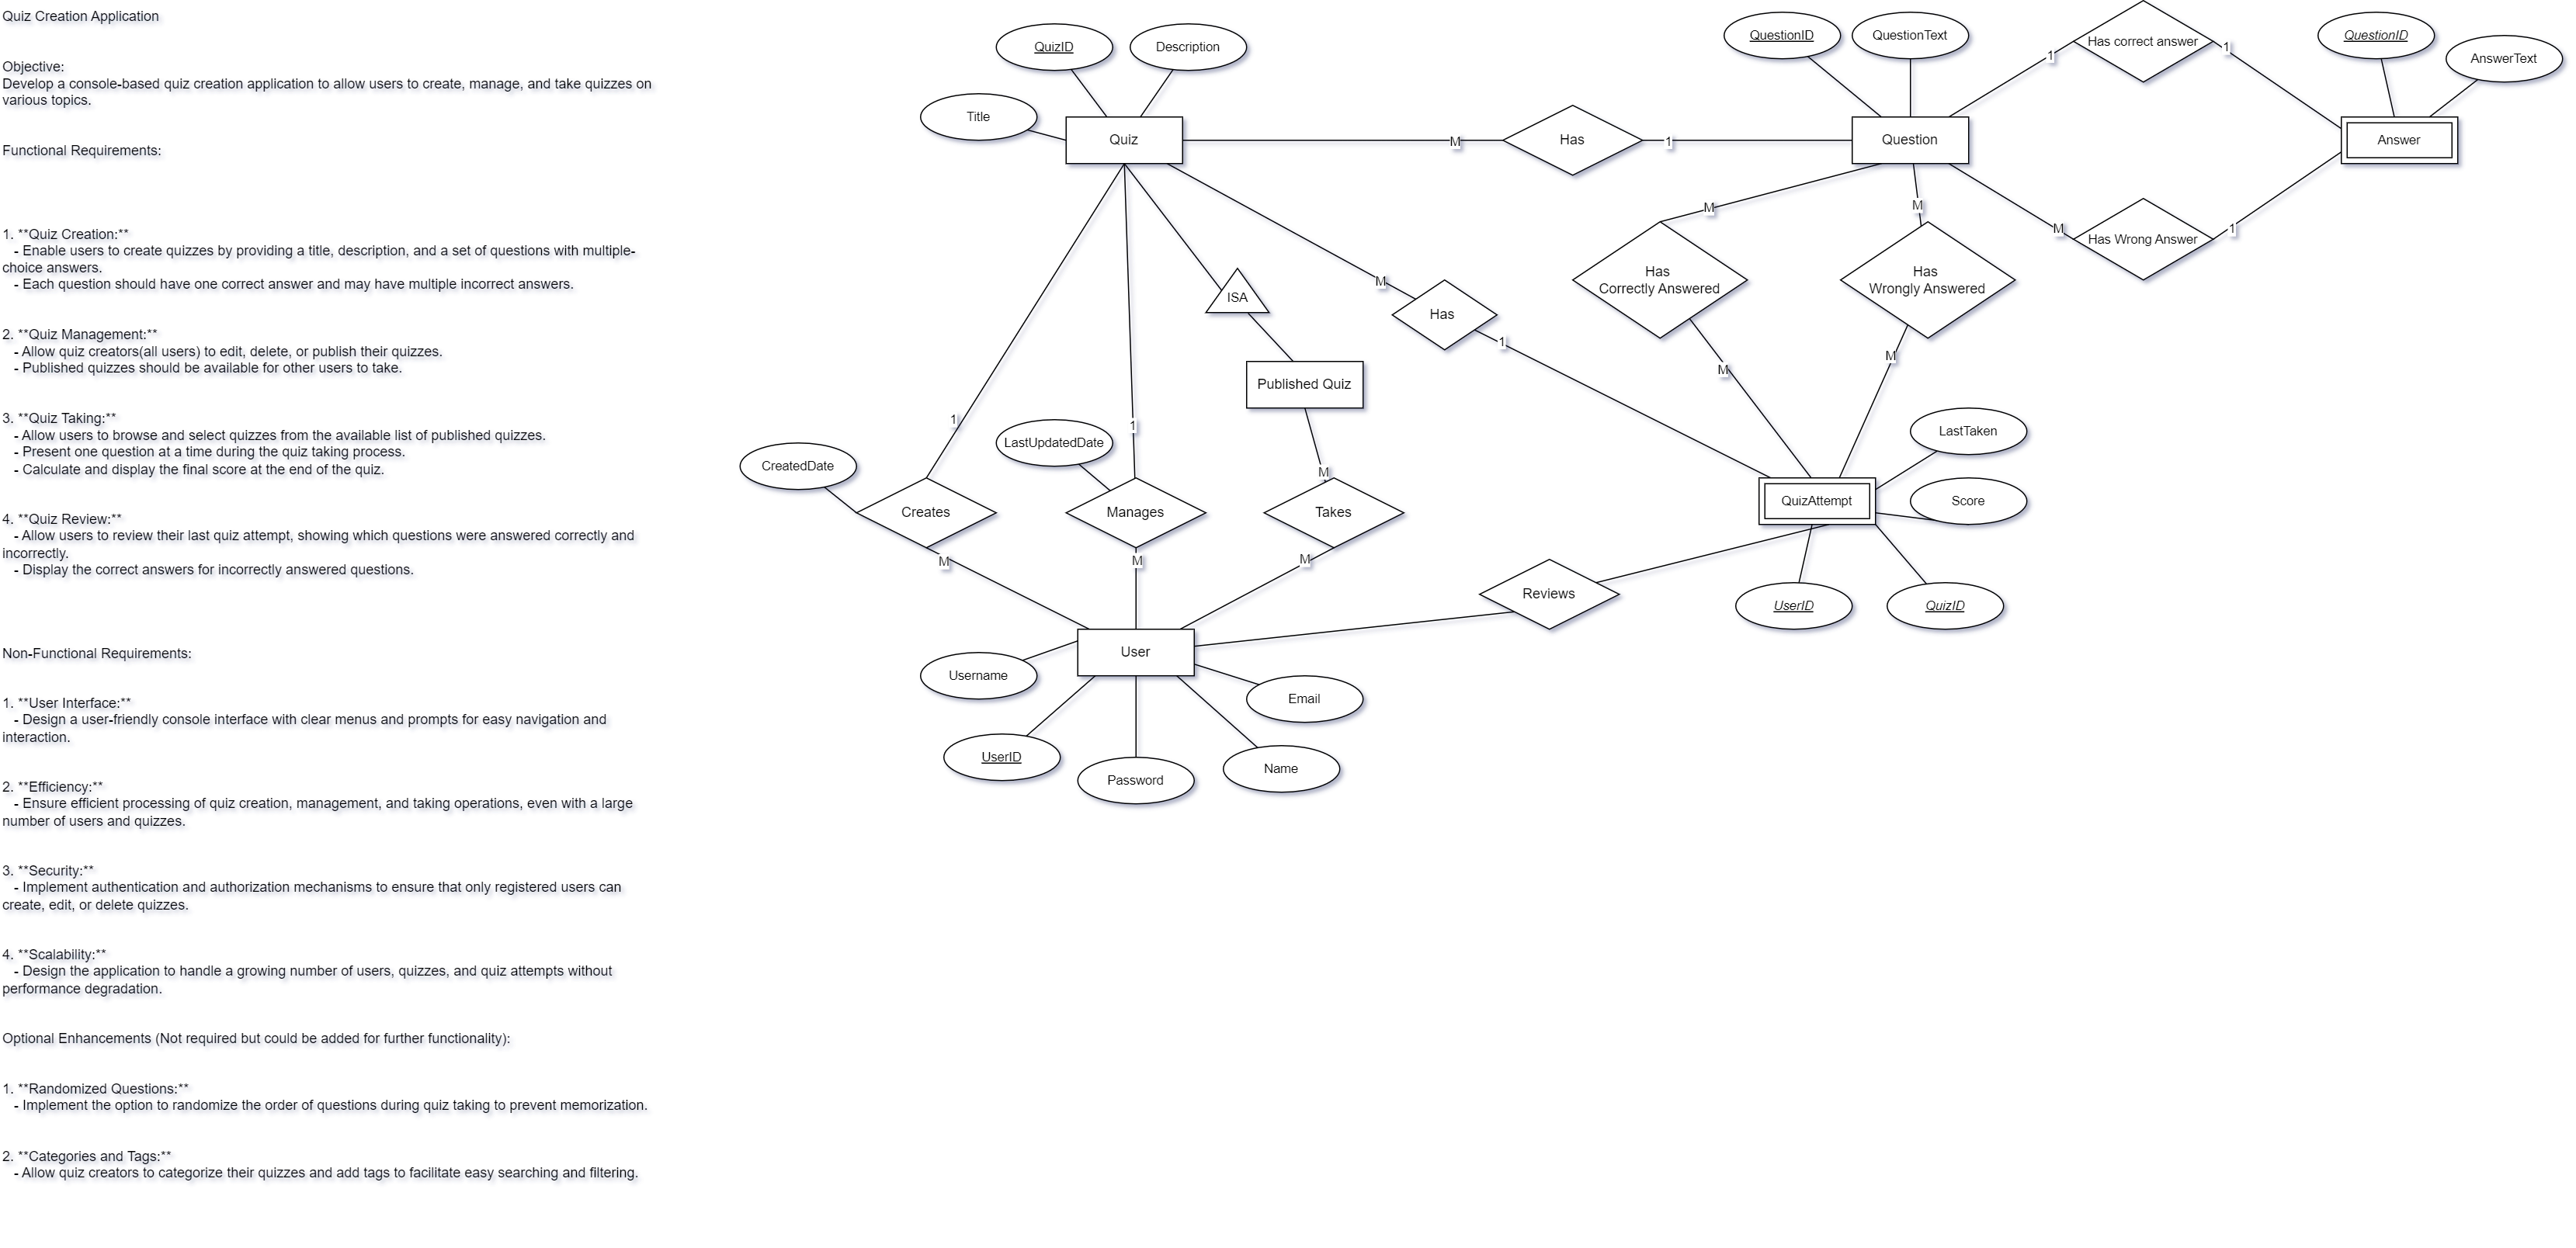 Quiz Creation Application
Objective:
Develop a console-based quiz creation application to allow users to create, manage, and take quizzes on
various topics.
Functional Requirements:
1. **Quiz Creation:**
- Enable users to create quizzes by providing a title, description, and a set of questions with multiple-
choice answers.
- Each question should have one correct answer and may have multiple incorrect answers.
2. **Quiz Management:**
- Allow quiz creators(all users) to edit, delete, or publish their quizzes.
- Published quizzes should be available for other users to take.
3. **Quiz Taking:**
- Allow users to browse and select quizzes from the available list of published quizzes.
- Present one question at a time during the quiz taking process.
- Calculate and display the final score at the end of the quiz.
4. **Quiz Review:**
- Allow users to review their last quiz attempt, showing which questions were answered correctly and
incorrectly.
- Display the correct answers for incorrectly answered questions.
Non-Functional Requirements:
1. **User Interface:**
- Design a user-friendly console interface with clear menus and prompts for easy navigation and
interaction.
2. **Efficiency:**
- Ensure efficient processing of quiz creation, management, and taking operations, even with a large
number of users and quizzes.
3. **Security:**
- Implement authentication and authorization mechanisms to ensure that only registered users can
create, edit, or delete quizzes.
4. **Scalability:**
- Design the application to handle a growing number of users, quizzes, and quiz attempts without
performance degradation.
Optional Enhancements (Not required but could be added for further functionality):
1. **Randomized Questions:**
- Implement the option to randomize the order of questions during quiz taking to prevent memorization.
2. **Categories and Tags:**
- Allow quiz creators to categorize their quizzes and add tags to facilitate easy searching and filtering.
QuizID
Description
Title
Quiz
M
Has
1
QuestionID
QuestionText
Question
1
Has correct answer
1
QuestionID
AnswerText
Answer
M
Has Wrong Answer
1
M
M
Has
Correctly Answered
Has
Wrongly Answered
M
M
ISA
M
Has
1
Published Quiz
1
1
M
CreatedDate
LastUpdatedDate
Creates
Manages
Takes
M
M
M
LastTaken
QuizAttempt
Score
UserID
QuizID
Reviews
User
Username
Email
UserID
Password
Name